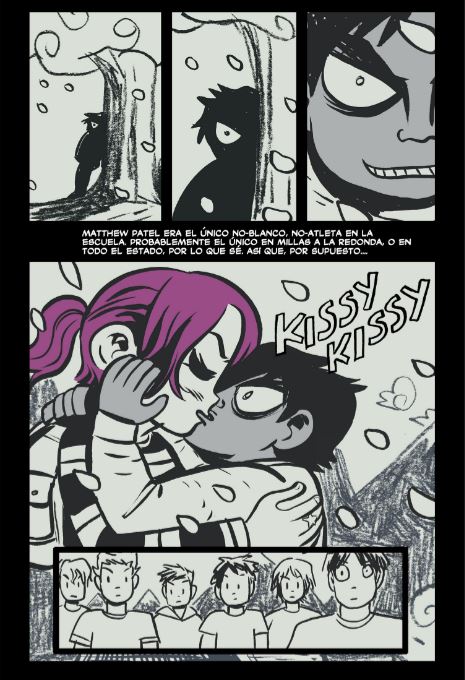 MATTHEW PATEL ERA EL ÚNICO NO-BLANCO, NO-ATLETA EN LA
ESCUELA. PROBABLEMENTE EL ÚNICO EN MILLAS A LA REDONDA, O EN
TODO EL ESTADO, POR LO QUE SÉ. ASI QUE, POR SUPUESTO...
KISSY
KISSY